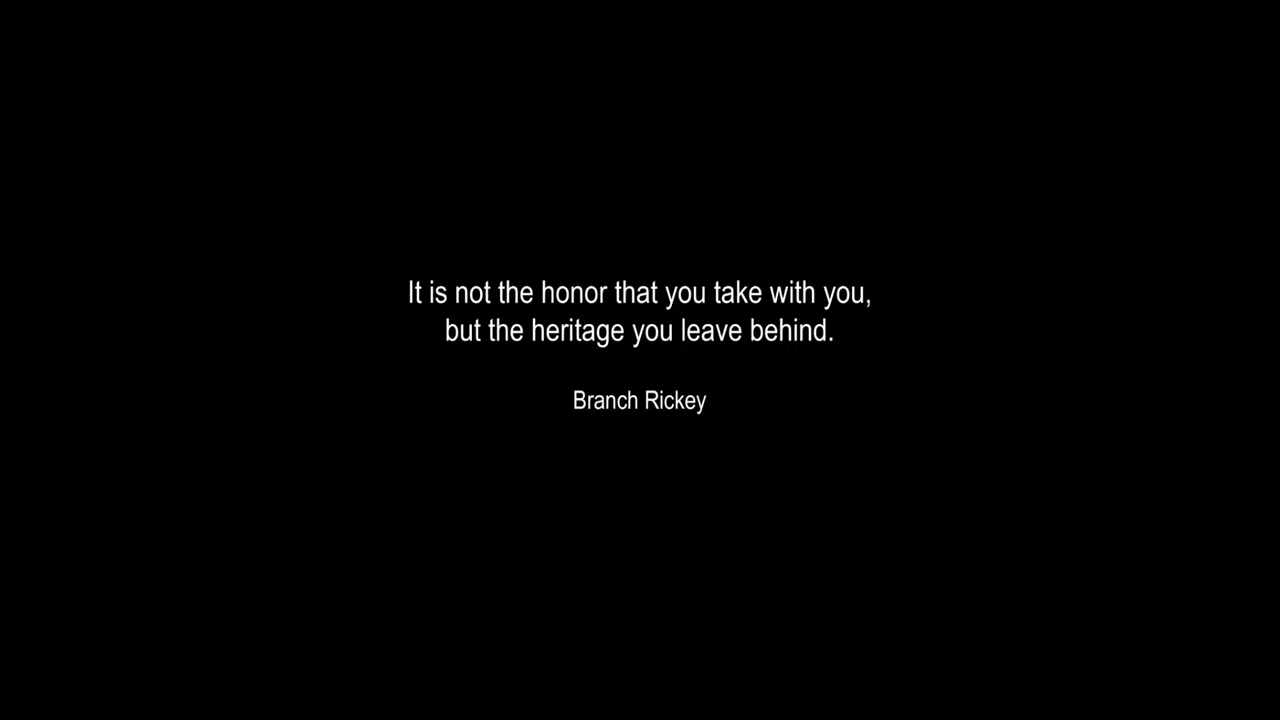 It is not the honor that you take with you,
but the heritage you leave behind.
Branch Rickey